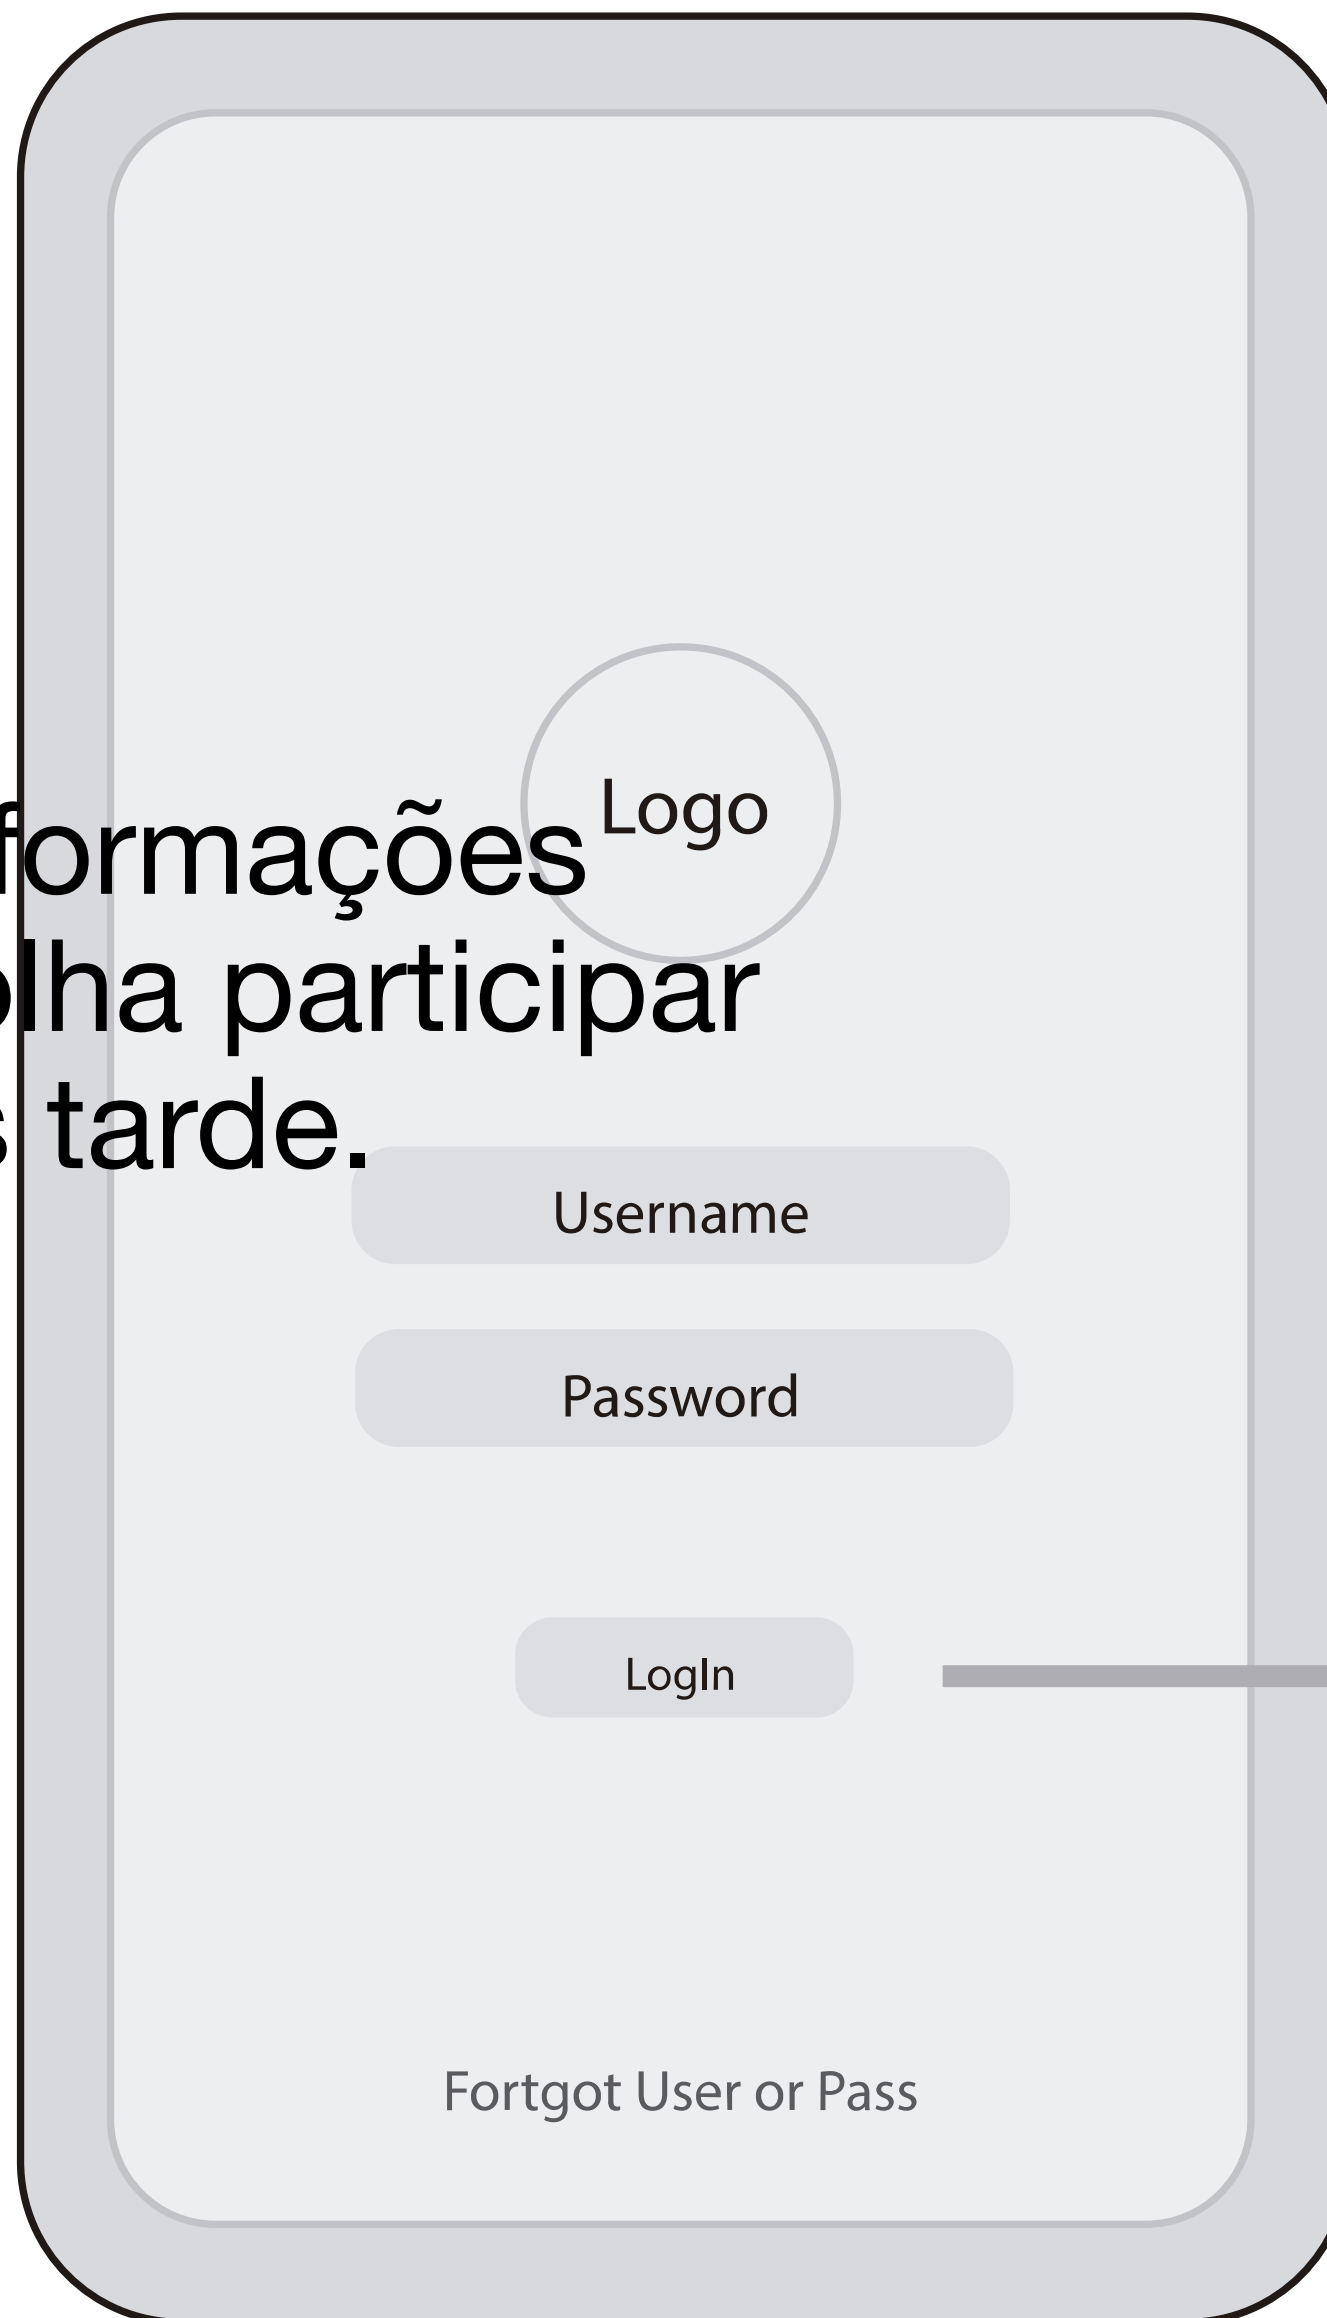 Logo
formações
lha participar
tarde.
Username
Password
LogIn
Fortgot User or Pass